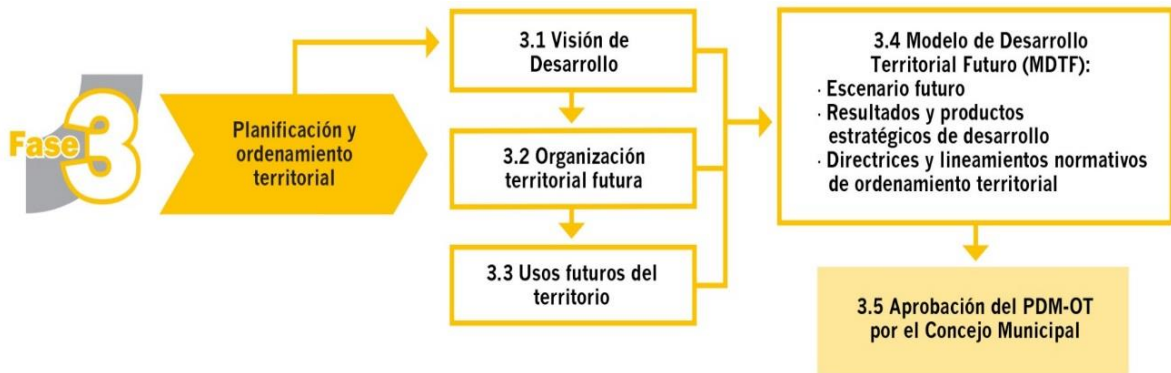 Fase 3
Planificación y
ordenamiento
territorial
3.1 Visión de
Desarrollo
3.2 Organización
territorial futura
3.3 Usos futuros del
territorio
3.4 Modelo de Desarrollo
Territorial Futuro (MDTF):
· Escenario futuro
· Resultados y productos
estratégicos de desarrollo
· Directrices y lineamientos normativos
de ordenamiento territorial
3.5 Aprobación del PDM-OT
por el Concejo Municipal